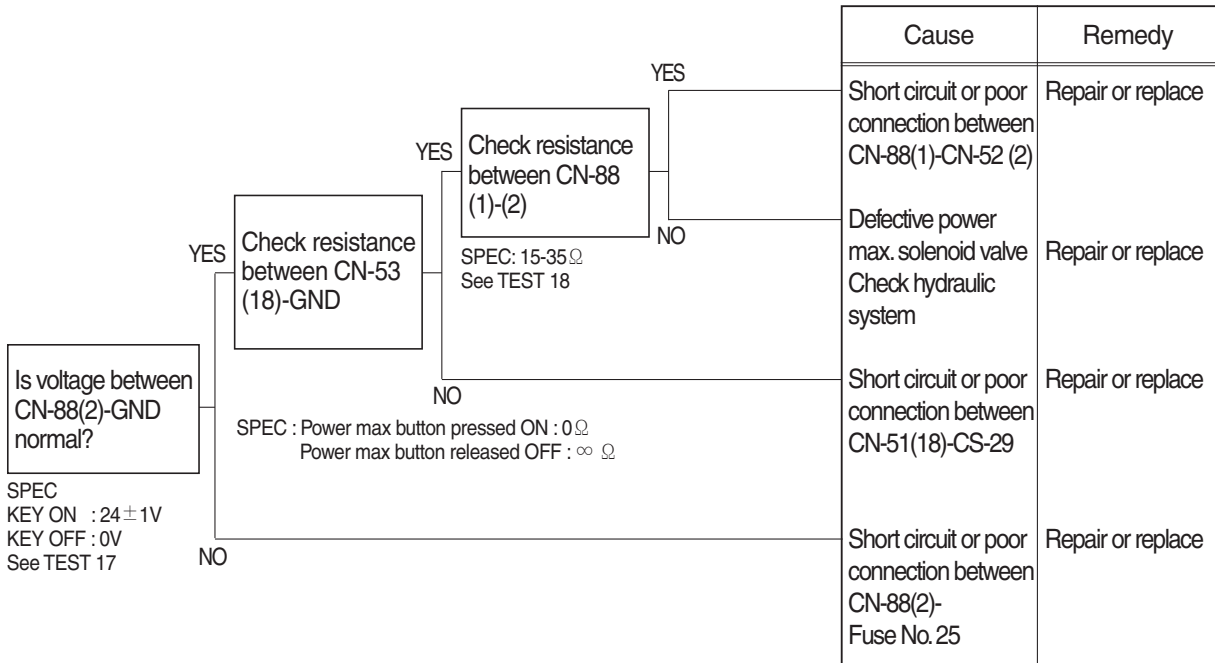 Cause
Remedy
YES
Short circuit or poor
connection between
CN-88(1)-CN-52 (2)
Repair or replace
YES
Check resistance
between CN-88
(1)-(2)
NO
SPEC: 15-35Ω
See TEST 18
Defective power
max. solenoid valve
Check hydraulic
system
Repair or replace
YES
Check resistance
between CN-53
(18)-GND
NO
SPEC : Power max button pressed ON : 0Ω
Power max button released OFF : ∞ Ω
Short circuit or poor
connection between
CN-51(18)-CS-29
Repair or replace
Is voltage between
CN-88(2)-GND
normal?
SPEC
KEY ON : 24±1V
KEY OFF : 0V
See TEST 17
NO
Short circuit or poor
connection between
CN-88(2)-
Fuse No. 25
Repair or replace